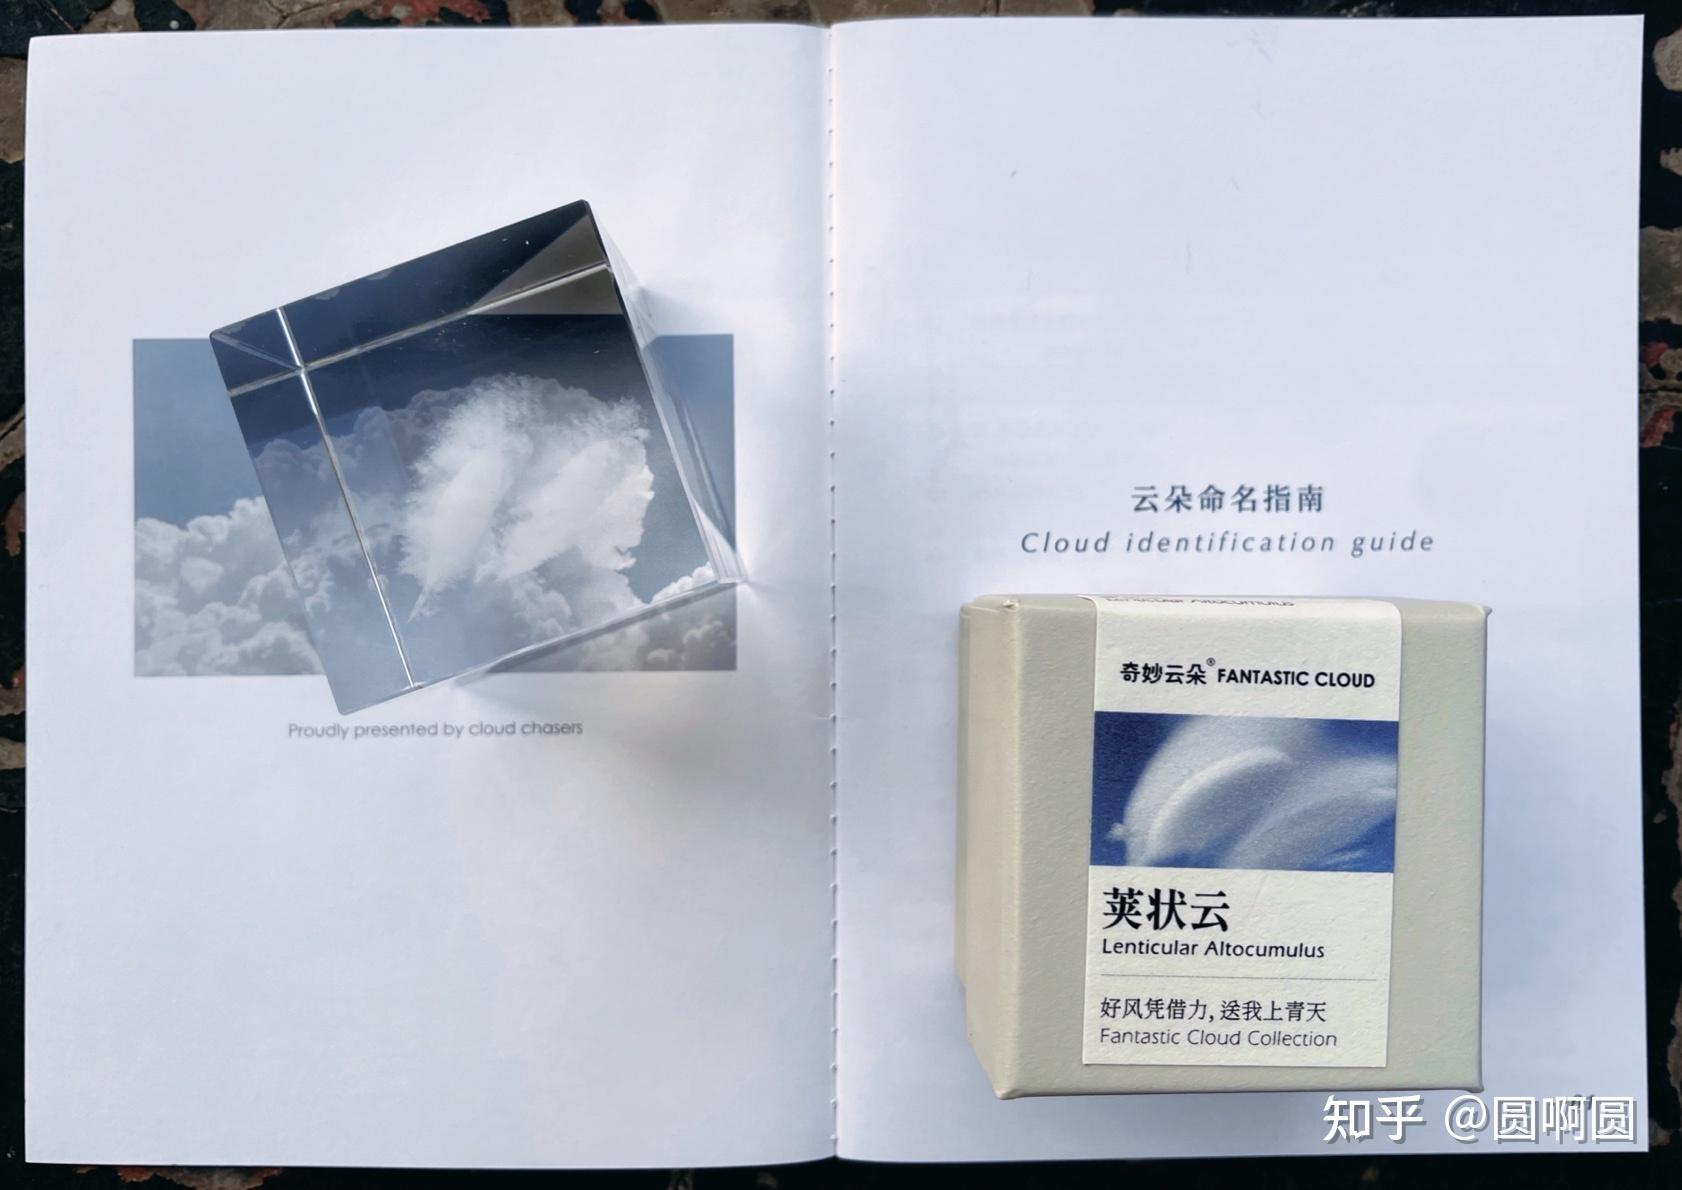 Proudly presented by cloud chasers
云朵命名指南
Cloud identification guide
Lenticular Altocumulus
奇妙云朵® FANTASTIC CLOUD
荚状云
Lenticular Altocumulus
好风凭借力,送我上青天
Fantastic Cloud Collection
知乎 @圆啊圆